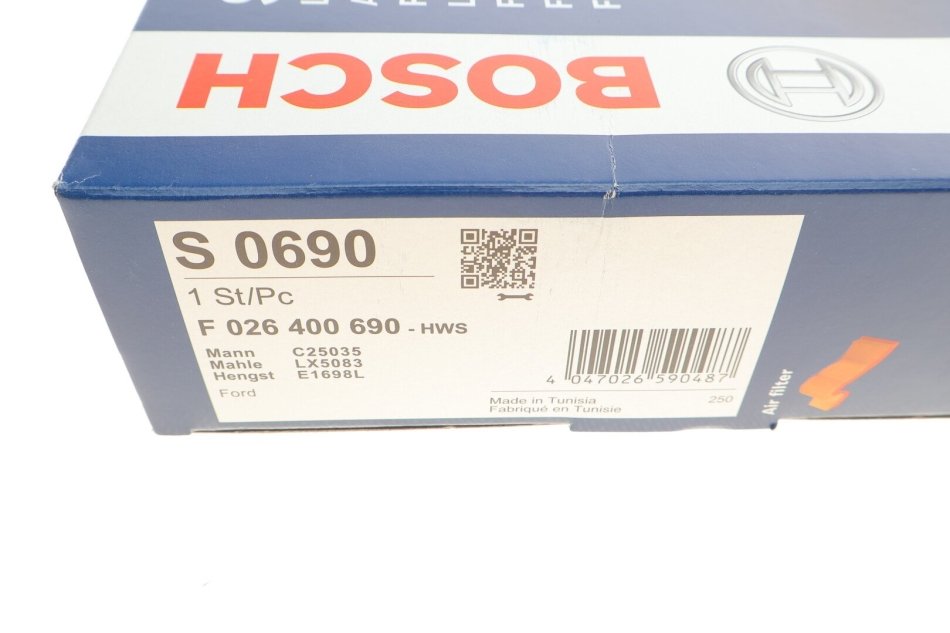 BOSCH
S 0690
1 St/Pc
F 026 400 690 - HWS
Mann C25035
Mahle LX5083
Hengst E1698L
Ford
4 047026 590487
Made in Tunisia
Fabriqué en Tunisie
250
Air filter